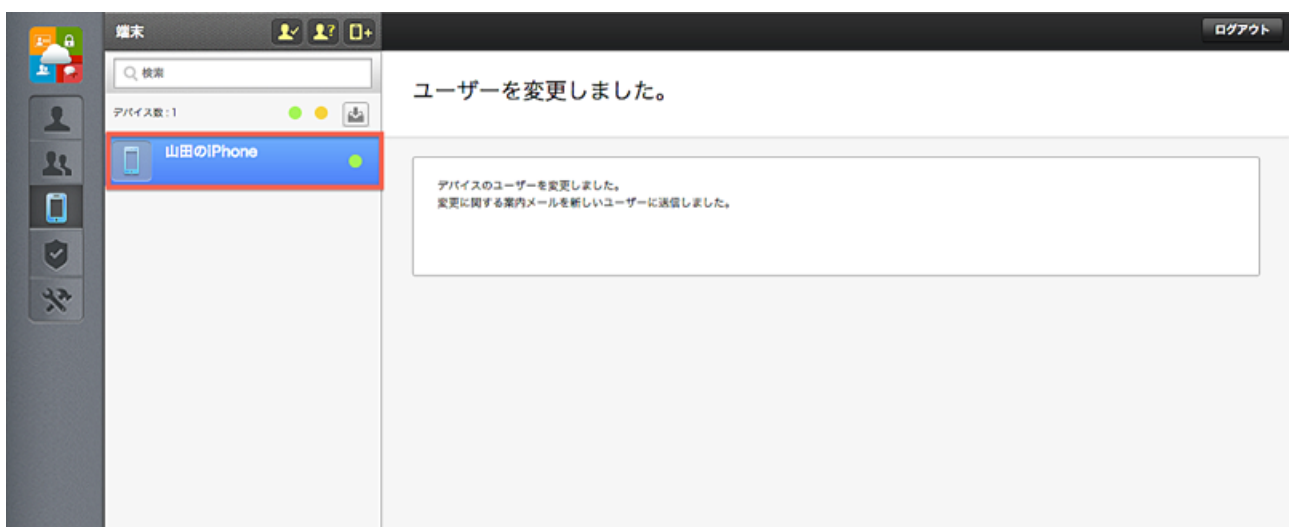 端末
ログアウト
検索
デバイス数:1
山田のiPhone
ユーザーを変更しました。
デバイスのユーザーを変更しました。
変更に関する案内メールを新しいユーザーに送信しました。